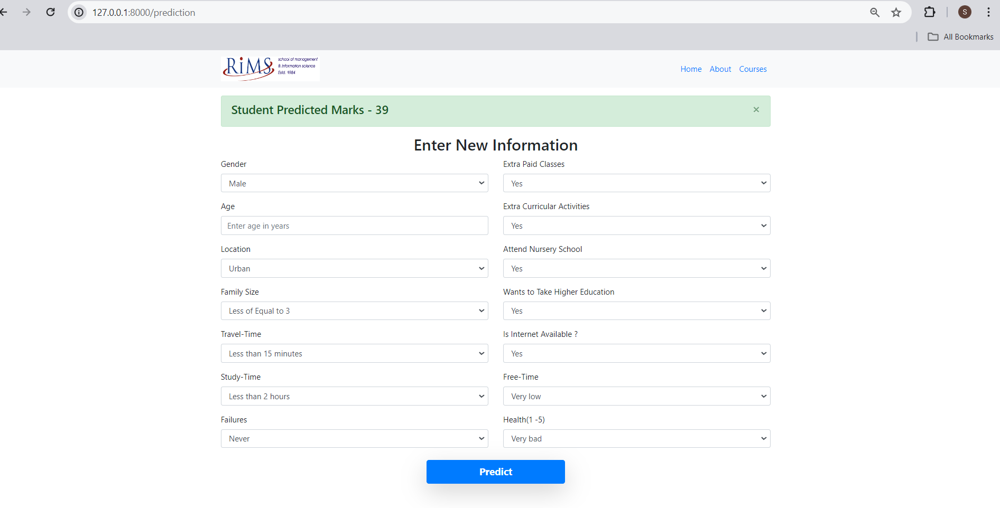 127.0.0.1:8000/prediction
S
All Bookmarks
RiMS
school of management
& information science
Estd. 1984
Home About Courses
Student Predicted Marks - 39 ×
Enter New Information
Gender
Male
Age
Enter age in years
Location
Urban
Family Size
Less of Equal to 3
Travel-Time
Less than 15 minutes
Study-Time
Less than 2 hours
Failures
Never
Extra Paid Classes
Yes
Extra Curricular Activities
Yes
Attend Nursery School
Yes
Wants to Take Higher Education
Yes
Is Internet Available ?
Yes
Free-Time
Very low
Health(1 -5)
Very bad
Predict